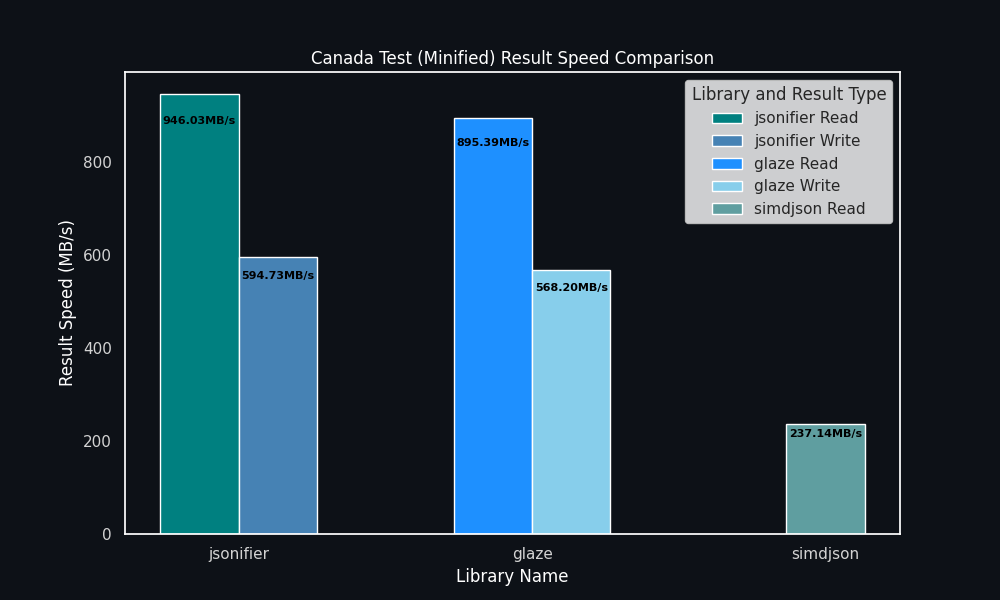 Canada Test (Minified) Result Speed Comparison
Library and Result Type
jsonifier Read
jsonifier Write
glaze Read
glaze Write
simdjson Read
946.03MB/s
594.73MB/s
895.39MB/s
568.20MB/s
237.14MB/s
Result Speed (MB/s)
800
600
400
200
0
jsonifier
glaze
simdjson
Library Name